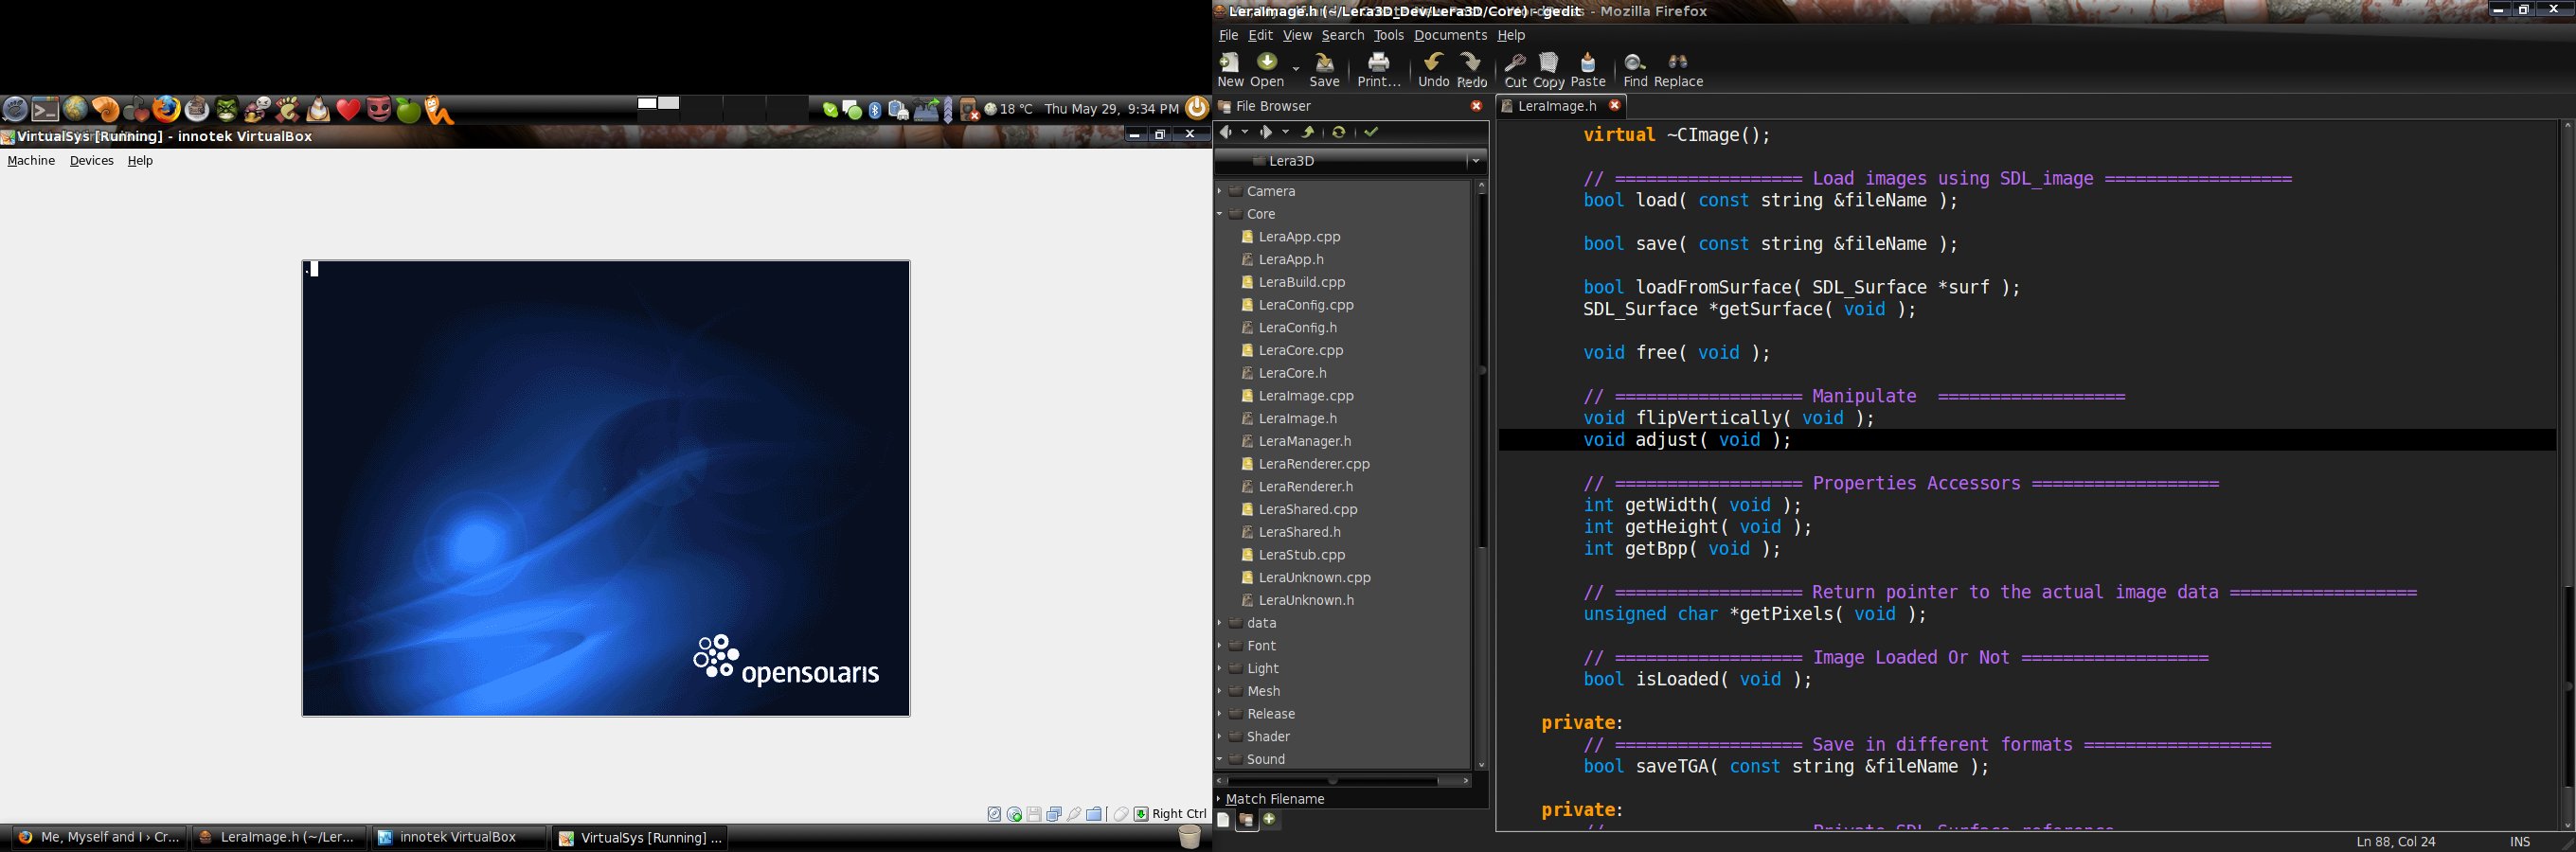 18 °C Thu May 29, 9:34 PM
VirtualSys [Running] - innotek VirtualBox
Machine Devices Help
opensolaris
Right Ctrl
Me, Myself and I › Cr...
LeraImage.h (~/Ler...
innotek VirtualBox
VirtualSys [Running] ...
LeraImage.h (~/Lera3D_Dev/Lera3D/Core) - gedit - Mozilla Firefox
File Edit View Search Tools Documents Help
New Open Save Print... Undo Redo Cut Copy Paste Find Replace
File Browser
Lera3D
Camera
Core
LeraApp.cpp
LeraApp.h
LeraBuild.cpp
LeraConfig.cpp
LeraConfig.h
LeraCore.cpp
LeraCore.h
LeraImage.cpp
LeraImage.h
LeraManager.h
LeraRenderer.cpp
LeraRenderer.h
LeraShared.cpp
LeraShared.h
LeraStub.cpp
LeraUnknown.cpp
LeraUnknown.h
data
Font
Light
Mesh
Release
Shader
Sound
Match Filename
LeraImage.h
virtual ~CImage();
// ================== Load images using SDL_image ==================
bool load( const string &fileName );
bool save( const string &fileName );
bool loadFromSurface( SDL_Surface *surf );
SDL_Surface *getSurface( void );
void free( void );
// ================== Manipulate  ==================
void flipVertically( void );
void adjust( void );
// ================== Properties Accessors ==================
int getWidth( void );
int getHeight( void );
int getBpp( void );
// ================== Return pointer to the actual image data ==================
unsigned char *getPixels( void );
// ================== Image Loaded Or Not ==================
bool isLoaded( void );
private:
// ================== Save in different formats ==================
bool saveTGA( const string &fileName );
private:
// Private SDL Surface reference
Ln 88, Col 24 INS